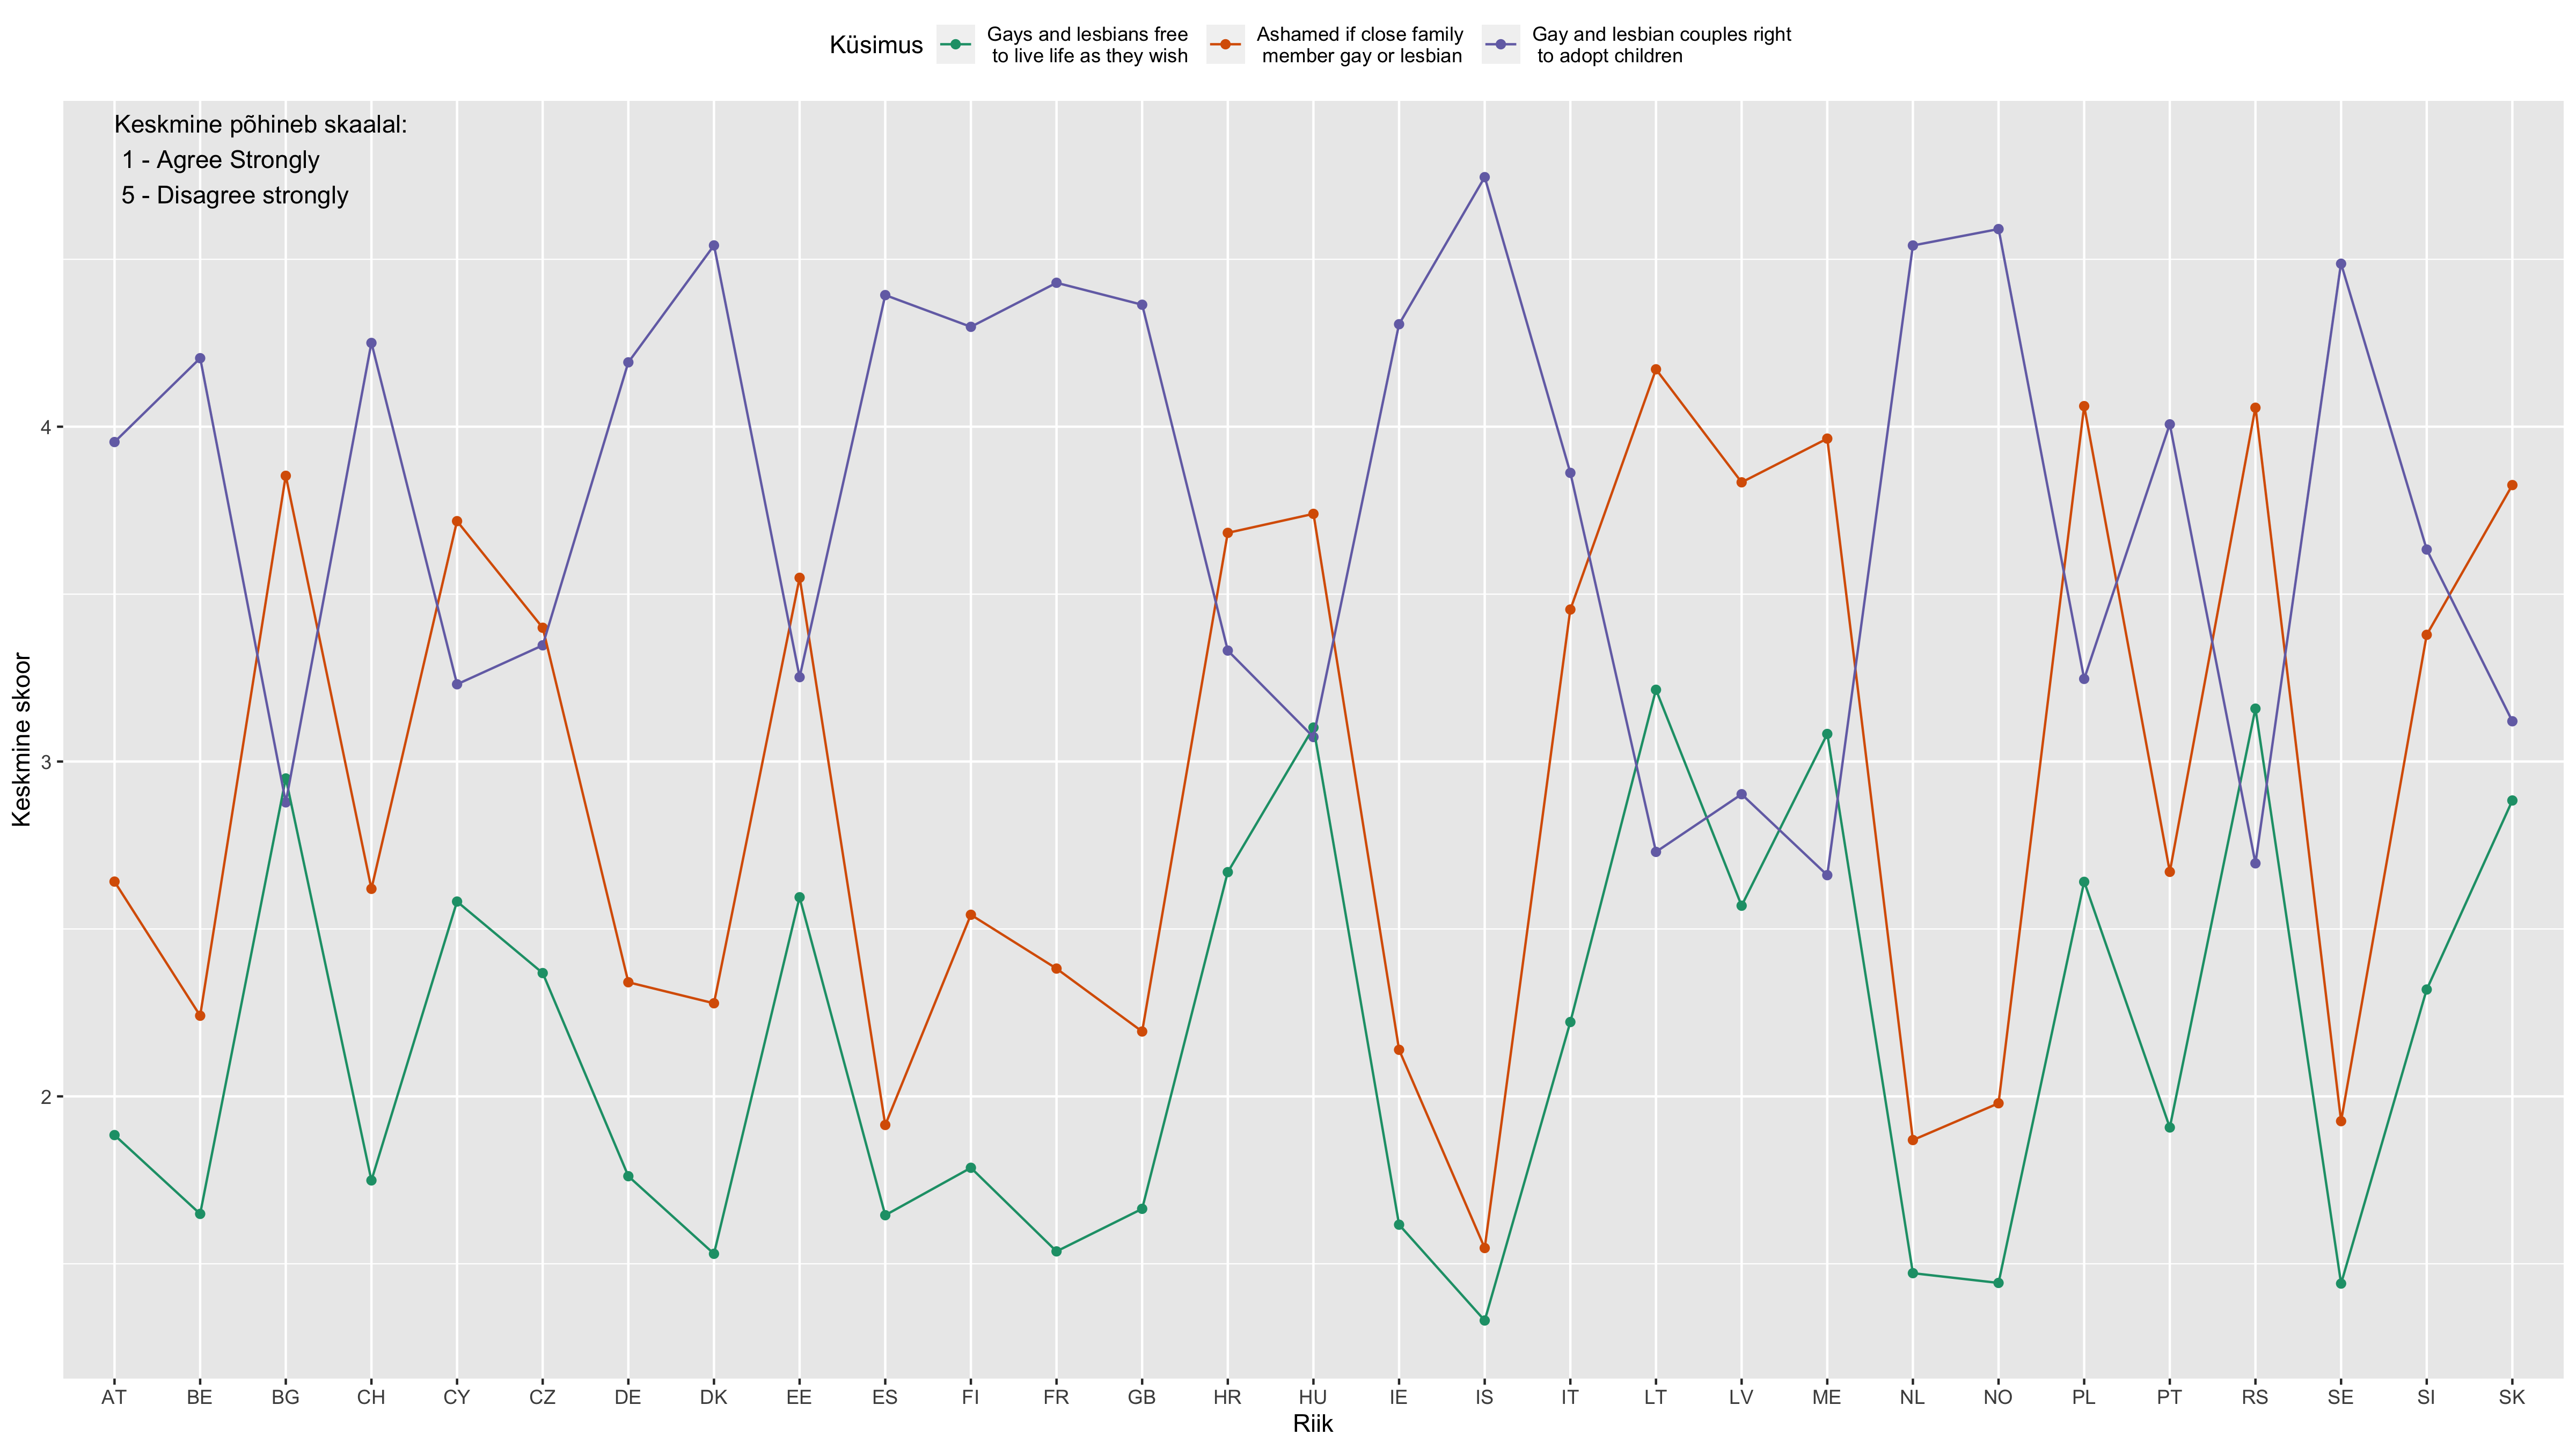 Küsimus
Gays and lesbians free
to live life as they wish
Ashamed if close family
member gay or lesbian
Gay and lesbian couples right
to adopt children
Keskmine põhineb skaalal:
1 - Agree Strongly
5 - Disagree strongly
4
3
2
Keskmine skoor
AT BE BG CH CY CZ DE DK EE ES FI FR GB HR HU IE IS IT LT LV ME NL NO PL PT RS SE SI SK
Riik